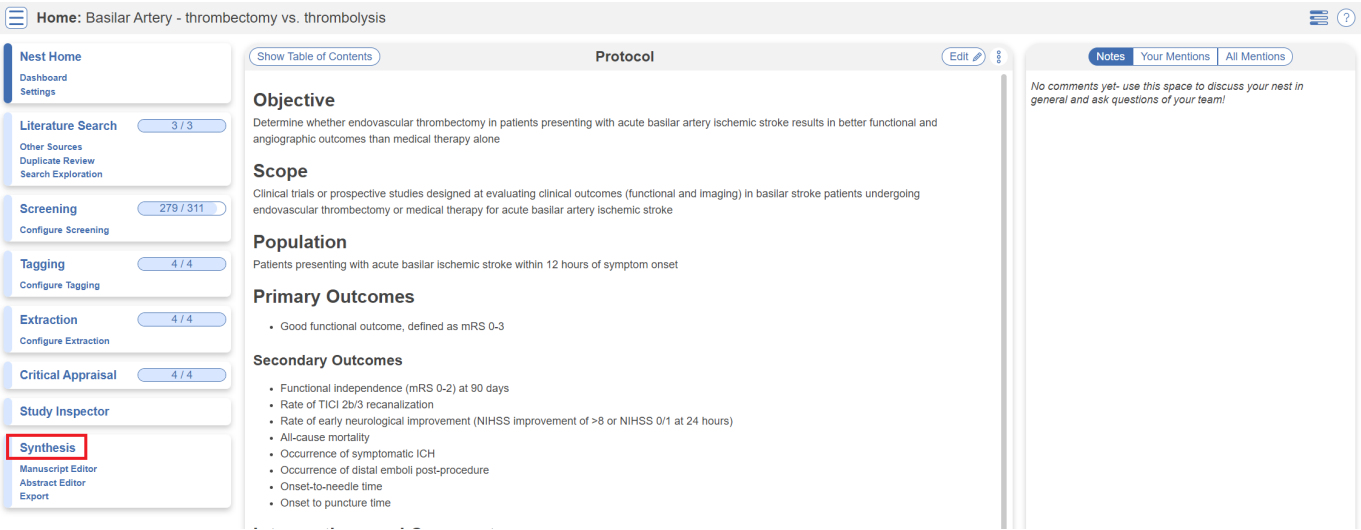 Home: Basilar Artery - thrombectomy vs. thrombolysis
?
Nest Home
Dashboard
Settings
Literature Search 3 / 3
Other Sources
Duplicate Review
Search Exploration
Screening 279 / 311
Configure Screening
Tagging 4 / 4
Configure Tagging
Extraction 4 / 4
Configure Extraction
Critical Appraisal 4 / 4
Study Inspector
Synthesis
Manuscript Editor
Abstract Editor
Export
Show Table of Contents Protocol Edit
Objective
Determine whether endovascular thrombectomy in patients presenting with acute basilar artery ischemic stroke results in better functional and
angiographic outcomes than medical therapy alone
Scope
Clinical trials or prospective studies designed at evaluating clinical outcomes (functional and imaging) in basilar stroke patients undergoing
endovascular thrombectomy or medical therapy for acute basilar artery ischemic stroke
Population
Patients presenting with acute basilar ischemic stroke within 12 hours of symptom onset
Primary Outcomes
• Good functional outcome, defined as mRS 0-3
Secondary Outcomes
• Functional independence (mRS 0-2) at 90 days
• Rate of TICI 2b/3 recanalization
• Rate of early neurological improvement (NIHSS improvement of >8 or NIHSS 0/1 at 24 hours)
• All-cause mortality
• Occurrence of symptomatic ICH
• Occurrence of distal emboli post-procedure
• Onset-to-needle time
• Onset to puncture time
Notes Your Mentions All Mentions
No comments yet- use this space to discuss your nest in
general and ask questions of your team!